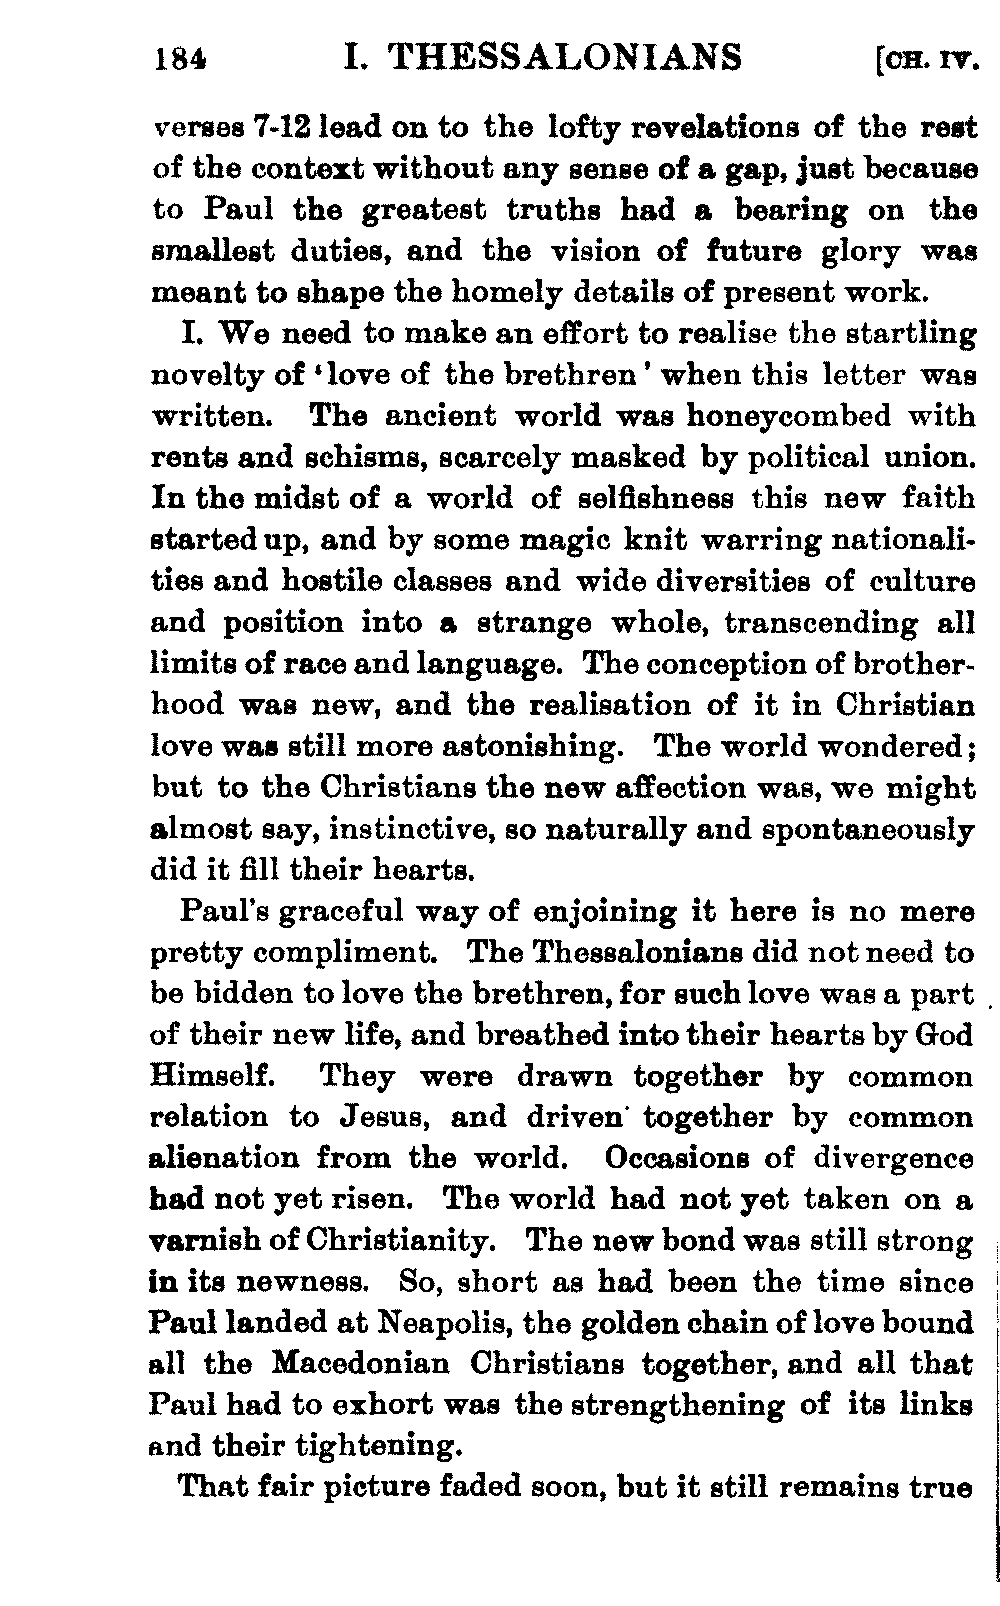 184 I. THESSALONIANS [CH. IV.
verses 7-12 lead on to the lofty revelations of the rest
of the context without any sense of a gap, just because
to Paul the greatest truths had a bearing on the
smallest duties, and the vision of future glory was
meant to shape the homely details of present work.
I. We need to make an effort to realise the startling
novelty of ‘love of the brethren’ when this letter was
written. The ancient world was honeycombed with
rents and schisms, scarcely masked by political union.
In the midst of a world of selfishness this new faith
started up, and by some magic knit warring nationali-
ties and hostile classes and wide diversities of culture
and position into a strange whole, transcending all
limits of race and language. The conception of brother-
hood was new, and the realisation of it in Christian
love was still more astonishing. The world wondered;
but to the Christians the new affection was, we might
almost say, instinctive, so naturally and spontaneously
did it fill their hearts.
Paul's graceful way of enjoining it here is no mere
pretty compliment. The Thessalonians did not need to
be bidden to love the brethren, for such love was a part
of their new life, and breathed into their hearts by God
Himself. They were drawn together by common
relation to Jesus, and driven together by common
alienation from the world. Occasions of divergence
had not yet risen. The world had not yet taken on a
varnish of Christianity. The new bond was still strong
in its newness. So, short as had been the time since
Paul landed at Neapolis, the golden chain of love bound
all the Macedonian Christians together, and all that
Paul had to exhort was the strengthening of its links
and their tightening.
That fair picture faded soon, but it still remains true